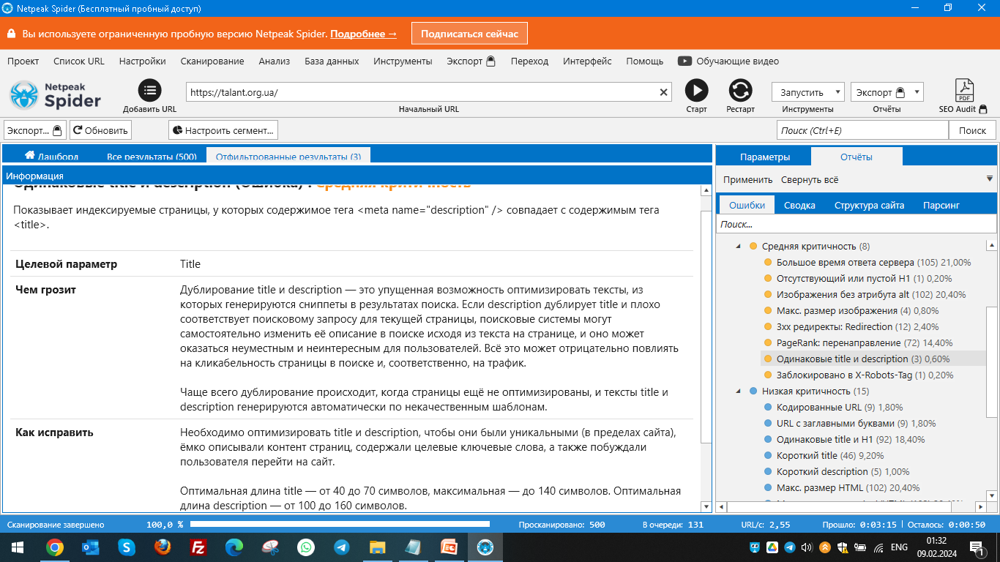 Netpeak Spider (Бесплатный пробный доступ)
Вы используете ограниченную пробную версию Netpeak Spider. Подробнее → Подписаться сейчас
Проект Список URL Настройки Сканирование Анализ База данных Инструменты Экспорт Переход Интерфейс Помощь Обучающие видео
Netpeak
Spider
https://talant.org.ua/
Запустить
Экспорт
PDF
Добавить URL Начальный URL Старт Рестарт Инструменты Отчёты SEO Audit
Экспорт... Обновить Настроить сегмент... Поиск (Ctrl+E) Поиск
Дашборд Все результаты (500) Отфильтрованные результаты (3)
Информация
Одинаковые title и description (Ошибка) : Средняя критичность
Показывает индексируемые страницы, у которых содержимое тега <meta name="description" /> совпадает с содержимым тега
<title>.
Целевой параметр Title
Чем грозит
Дублирование title и description — это упущенная возможность оптимизировать тексты, из
которых генерируются сниппеты в результатах поиска. Если description дублирует title и плохо
соответствует поисковому запросу для текущей страницы, поисковые системы могут
самостоятельно изменить её описание в поиске исходя из текста на странице, и оно может
оказаться неуместным и неинтересным для пользователей. Всё это может отрицательно повлиять
на кликабельность страницы в поиске и, соответственно, на трафик.
Чаще всего дублирование происходит, когда страницы ещё не оптимизированы, и тексты title и
description генерируются автоматически по некачественным шаблонам.
Как исправить
Необходимо оптимизировать title и description, чтобы они были уникальными (в пределах сайта),
ёмко описывали контент страниц, содержали целевые ключевые слова, а также побуждали
пользователя перейти на сайт.
Оптимальная длина title — от 40 до 70 символов, максимальная — до 140 символов. Оптимальная
длина description — от 100 до 160 символов.
Параметры Отчёты
Применить Свернуть всё
Ошибки Сводка Структура сайта Парсинг
Поиск...
Средняя критичность (8)
Большое время ответа сервера (105) 21,00%
Отсутствующий или пустой H1 (1) 0,20%
Изображения без атрибута alt (102) 20,40%
Макс. размер изображения (4) 0,80%
3xx редиректы: Redirection (12) 2,40%
PageRank: перенаправление (72) 14,40%
Одинаковые title и description (3) 0,60%
Заблокировано в X-Robots-Tag (1) 0,20%
Низкая критичность (15)
Кодированные URL (9) 1,80%
URL с заглавными буквами (9) 1,80%
Одинаковые title и H1 (92) 18,40%
Короткий title (46) 9,20%
Короткий description (5) 1,00%
Макс. размер HTML (102) 20,40%
Сканирование завершено 100,0 % Просканировано: 500 В очереди: 131 URL/с: 2,55 Прошло: 0:03:15 Осталось: 0:00:50
ENG
01:32
09.02.2024
1